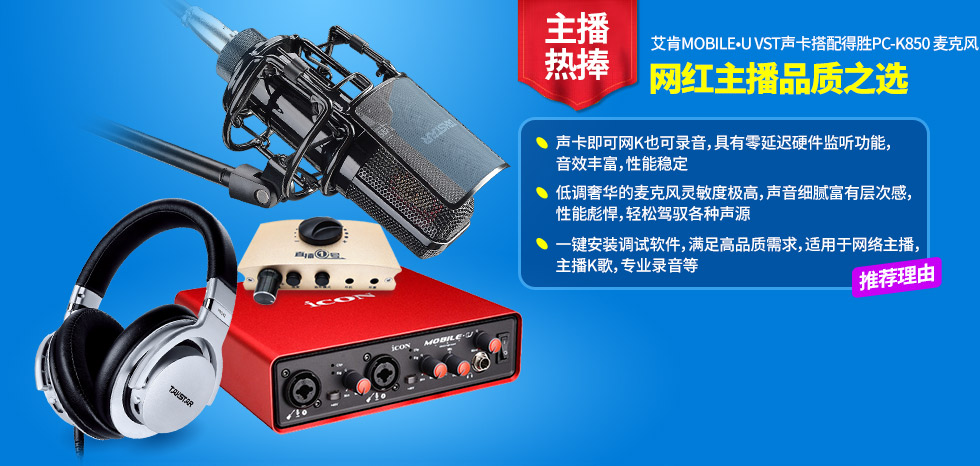 主播
热捧
艾肯MOBILE•U VST声卡搭配得胜PC-K850 麦克风
网红主播品质之选
声卡即可网K也可录音，具有零延迟硬件监听功能，
音效丰富，性能稳定
低调奢华的麦克风灵敏度极高，声音细腻富有层次感，
性能彪悍，轻松驾驭各种声源
一键安装调试软件，满足高品质需求，适用于网络主播，
主播K歌，专业录音等
推荐理由
TAKSTAR
直播①号
iCON
iCON
MOBILE-U
TAKSTAR